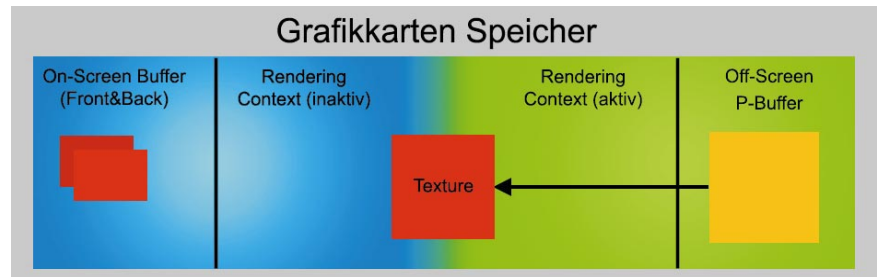 Grafikkarten Speicher
On-Screen Buffer
(Front&Back)
Rendering
Context (inaktiv)
Rendering
Context (aktiv)
Off-Screen
P-Buffer
Texture